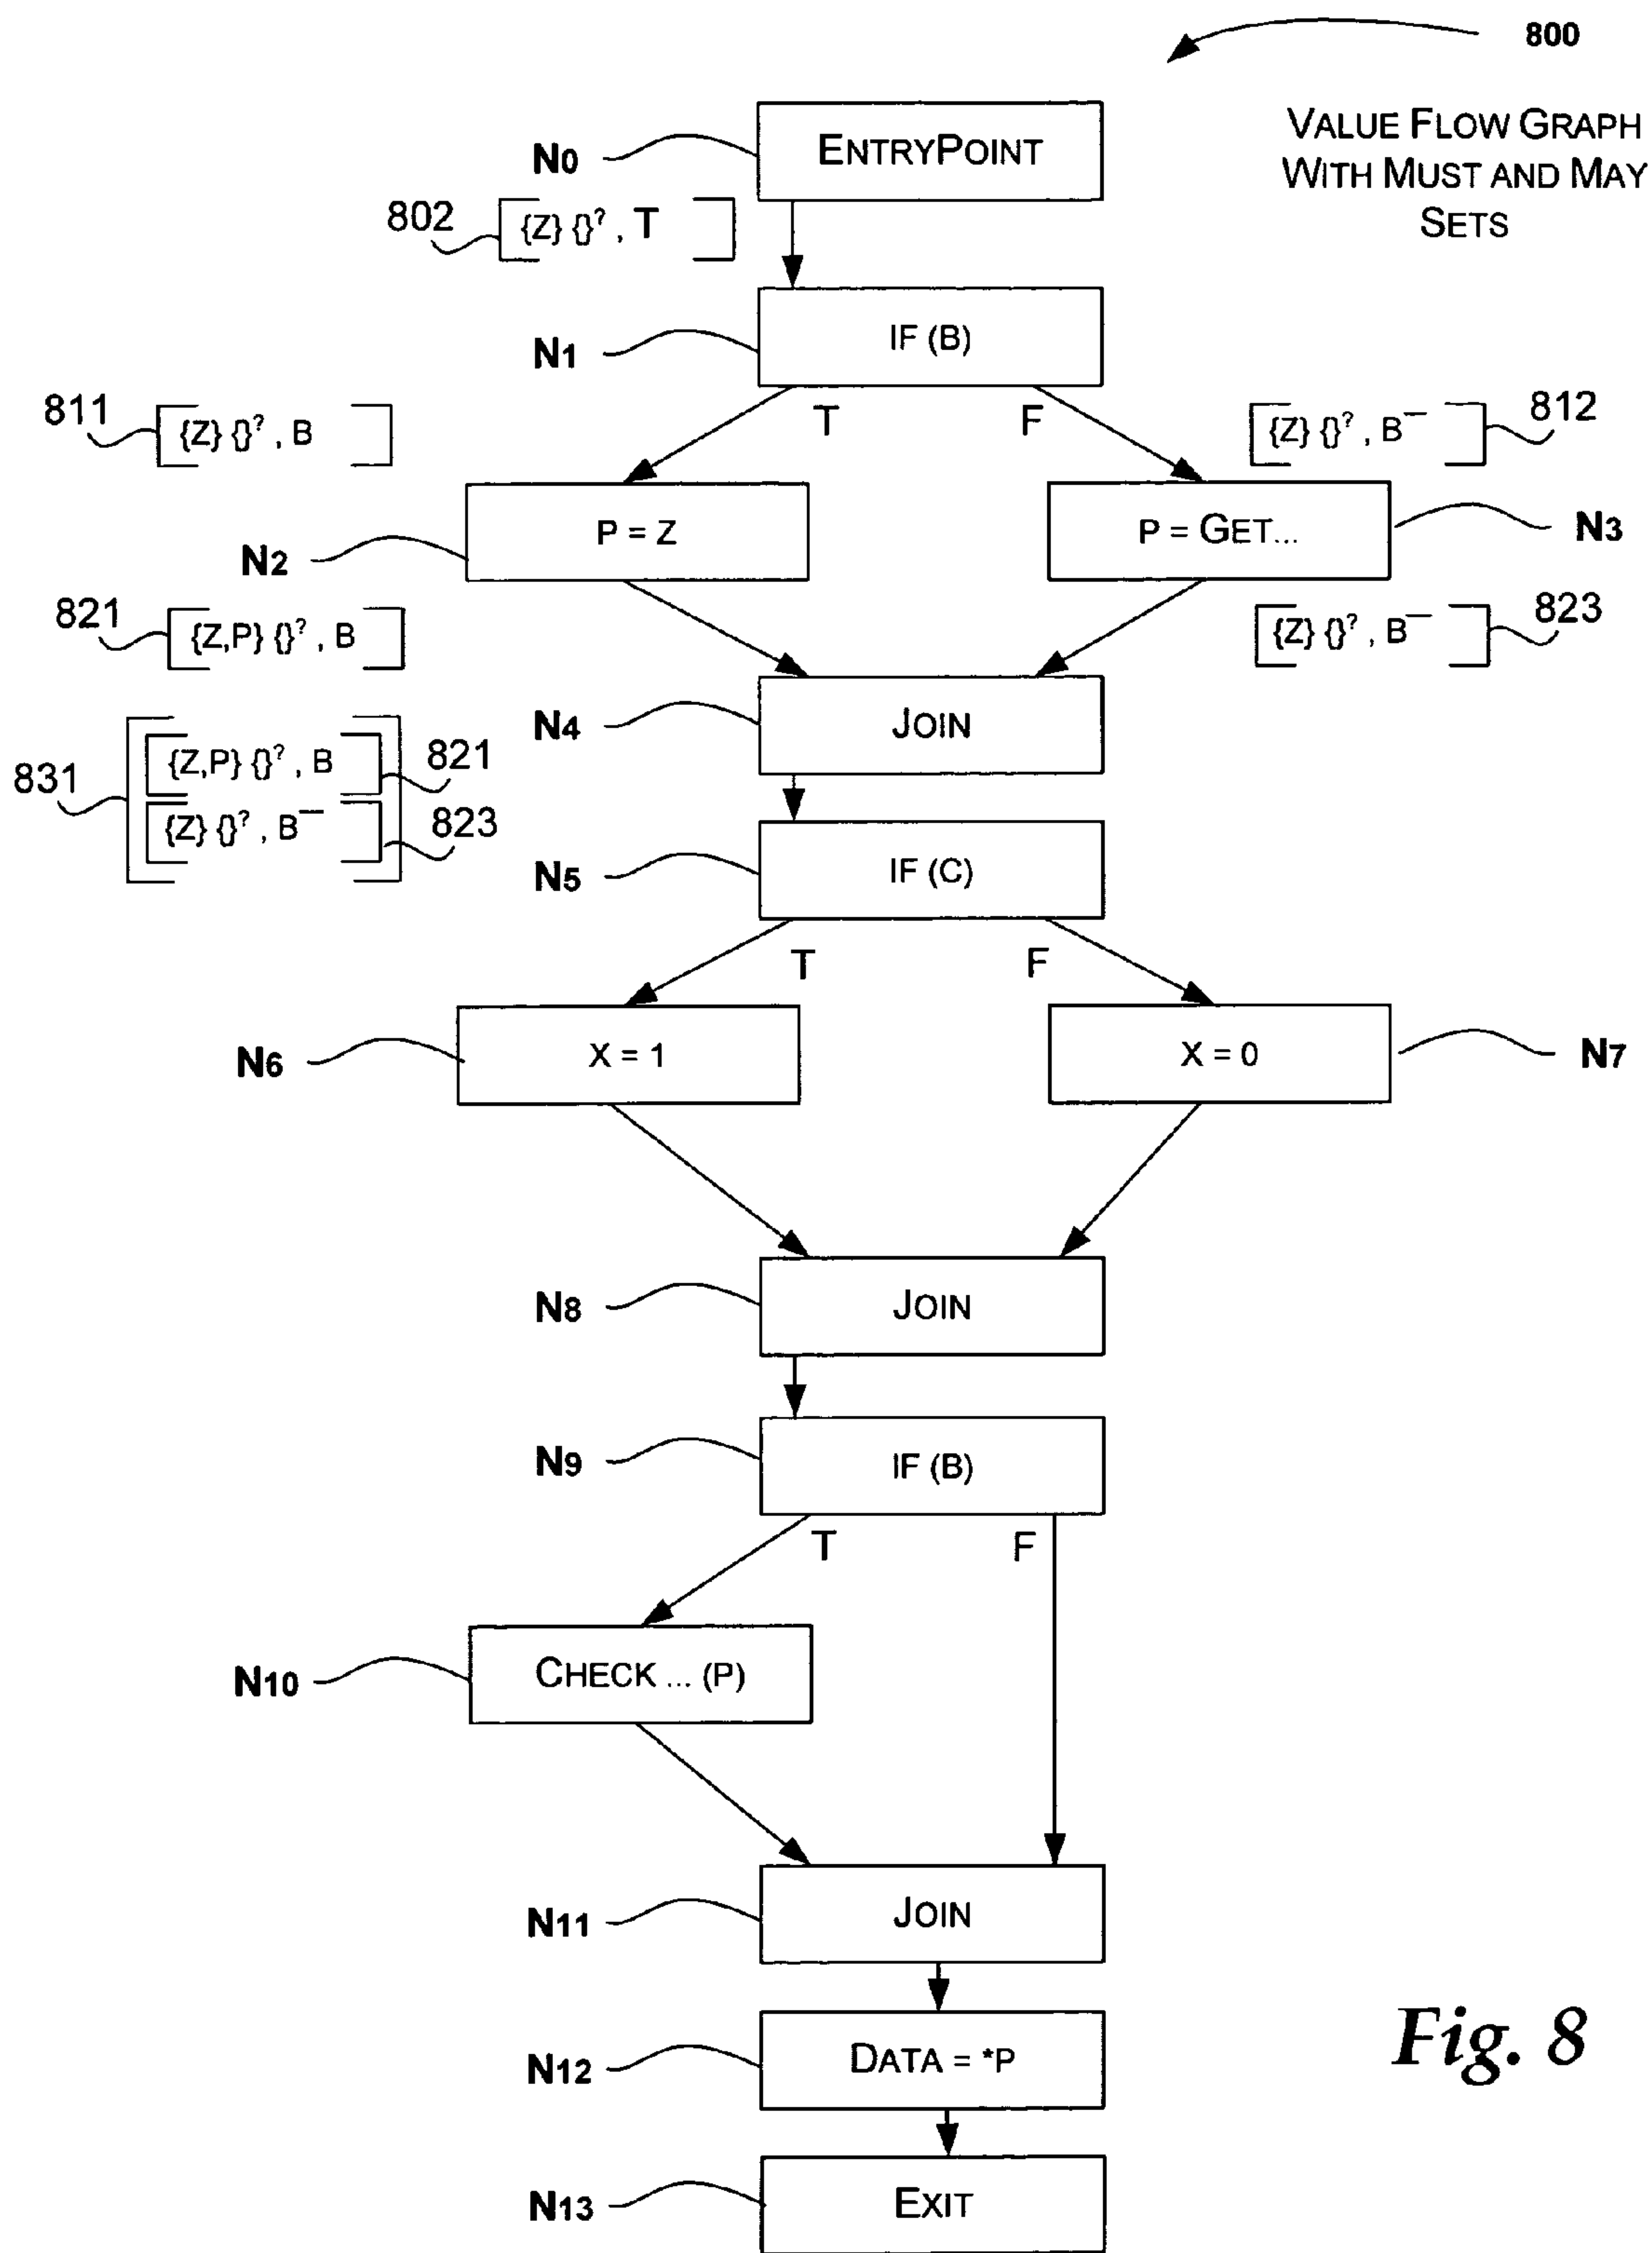 800
VALUE FLOW GRAPH
WITH MUST AND MAY
SETS
N0
ENTRYPOINT
802
{Z} {}? , T
N1
IF (B)
T
F
811
{Z} {}? , B
{Z} {}? , B‾
812
N2
P = Z
P = GET...
N3
821
{Z,P} {}? , B
{Z} {}? , B‾
823
N4
JOIN
831
{Z,P} {}? , B
821
{Z} {}? , B‾
823
N5
IF (C)
T
F
N6
X = 1
X = 0
N7
N8
JOIN
N9
IF (B)
T
F
N10
CHECK ... (P)
N11
JOIN
N12
DATA = *P
N13
EXIT
Fig. 8